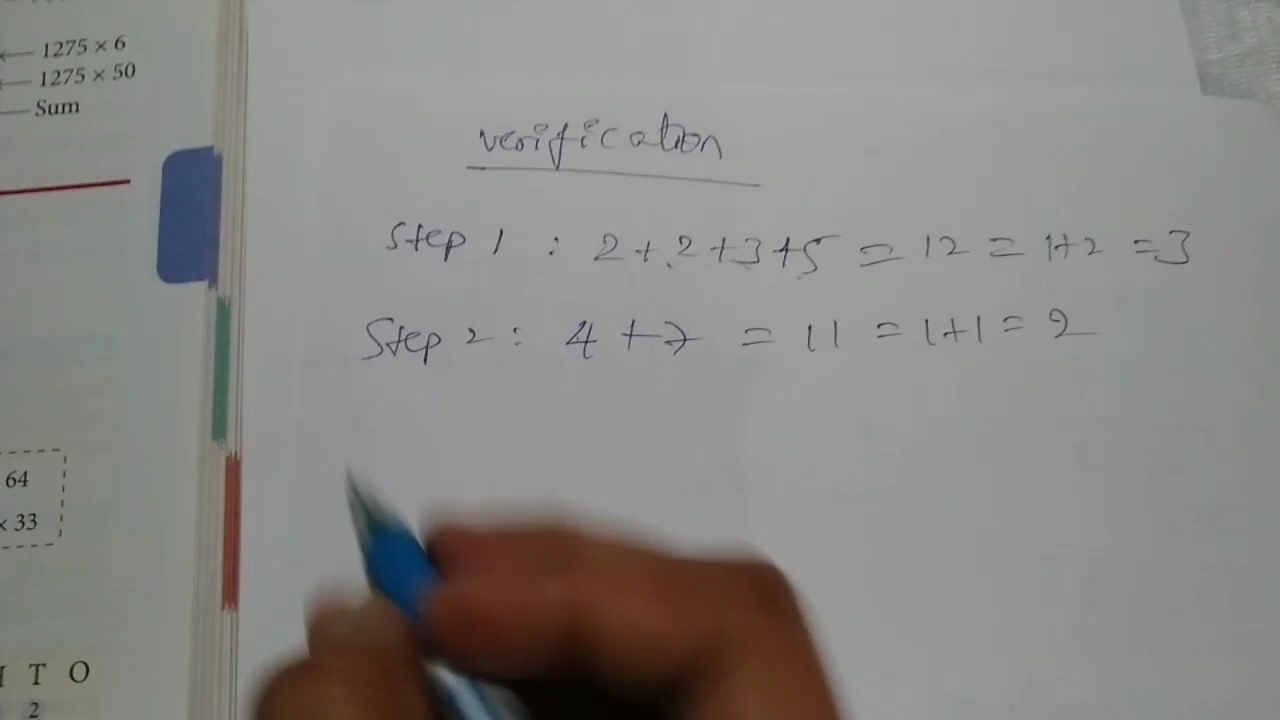 ← 1275 × 6
← 1275 × 50
Sum
verification
Step 1 : 2+2+3+5 = 12 = 1+2 = 3
Step 2 : 4+7 = 11 = 1+1 = 2
64
× 33
T O
2